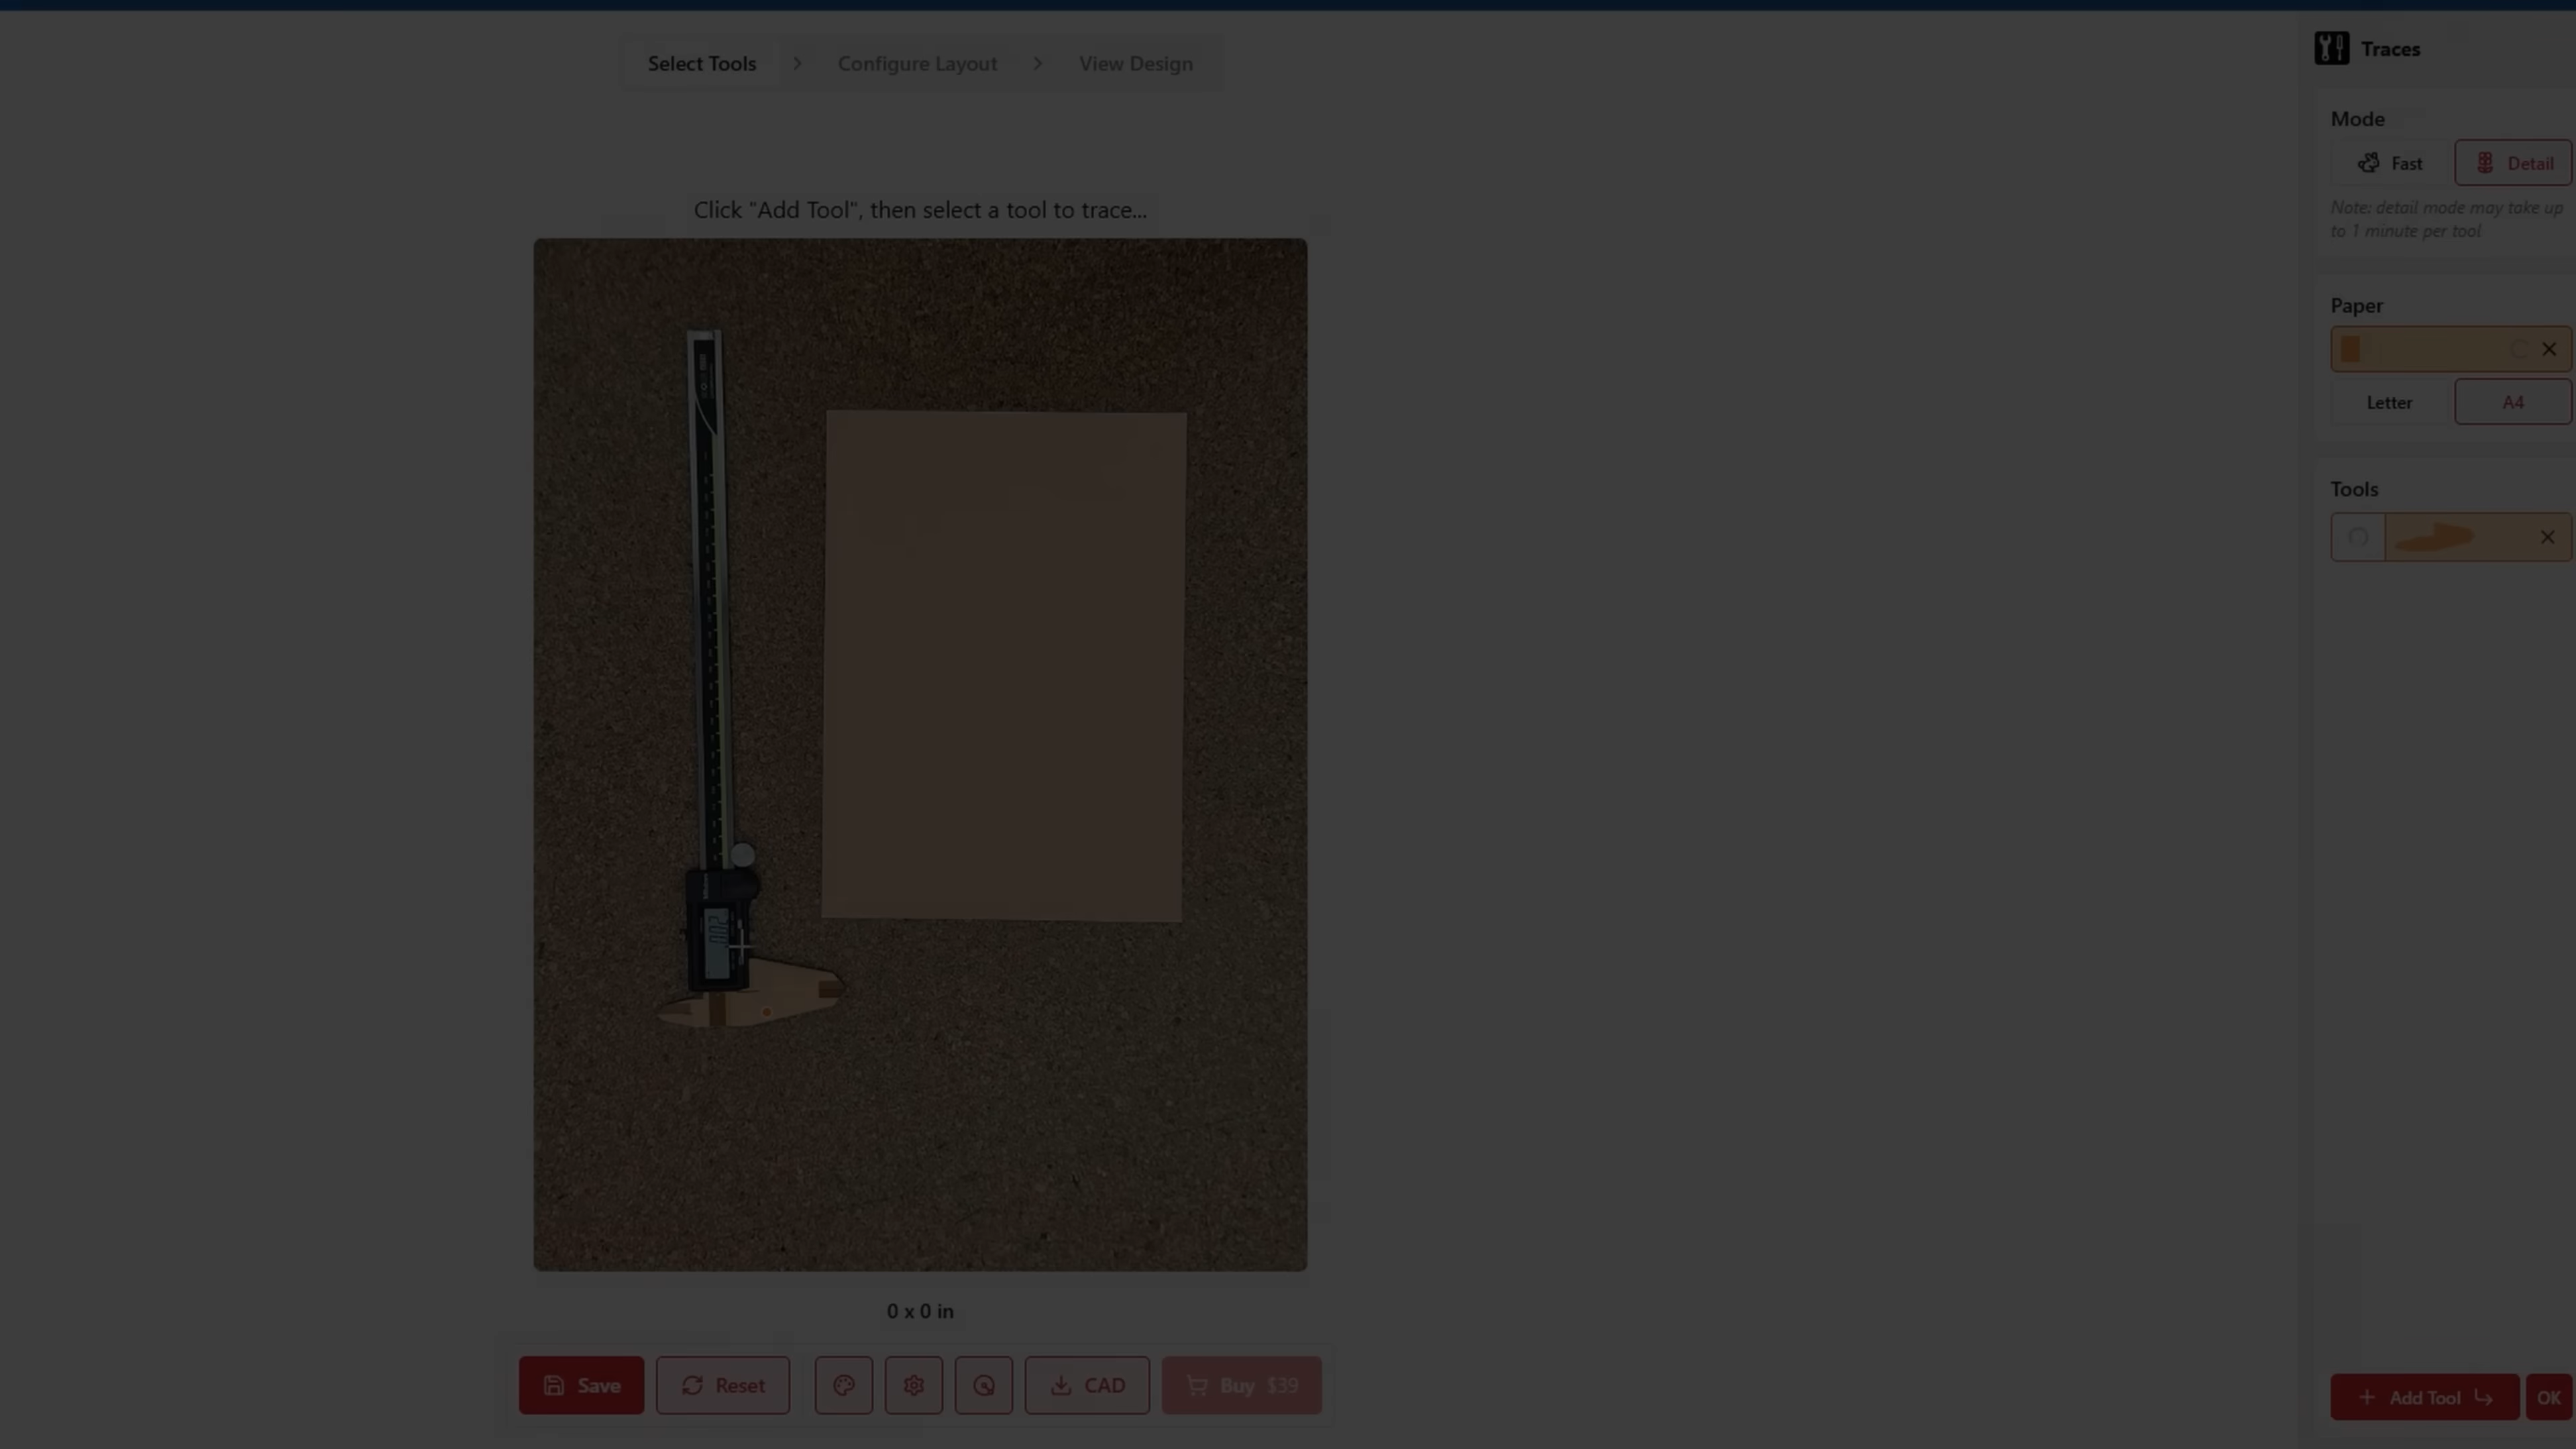 Select Tools
Configure Layout
View Design
Click "Add Tool", then select a tool to trace...
0 x 0 in
Save
Reset
CAD
Buy $39
Traces
Mode
Fast
Detail
Note: detail mode may take up
to 1 minute per tool
Paper
Letter
A4
Tools
Add Tool
OK